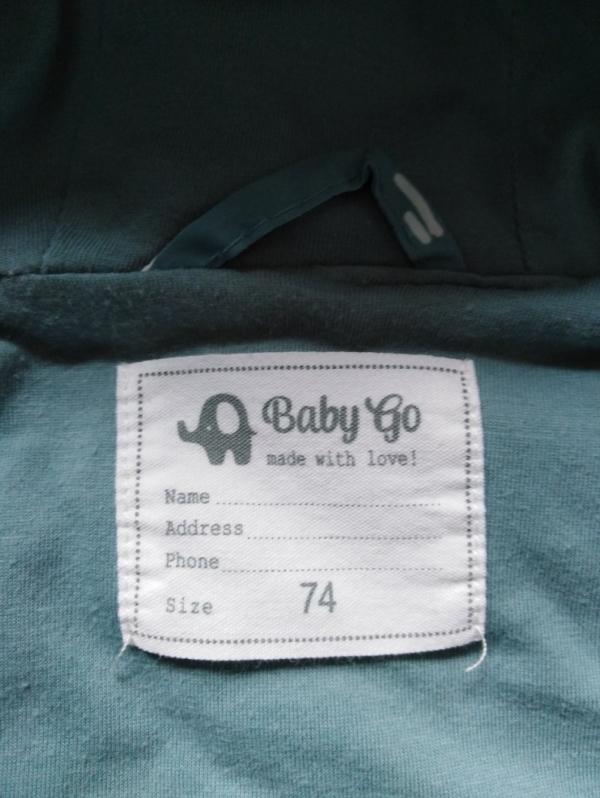 Baby Go
made with love!
Name
Address
Phone
Size 74